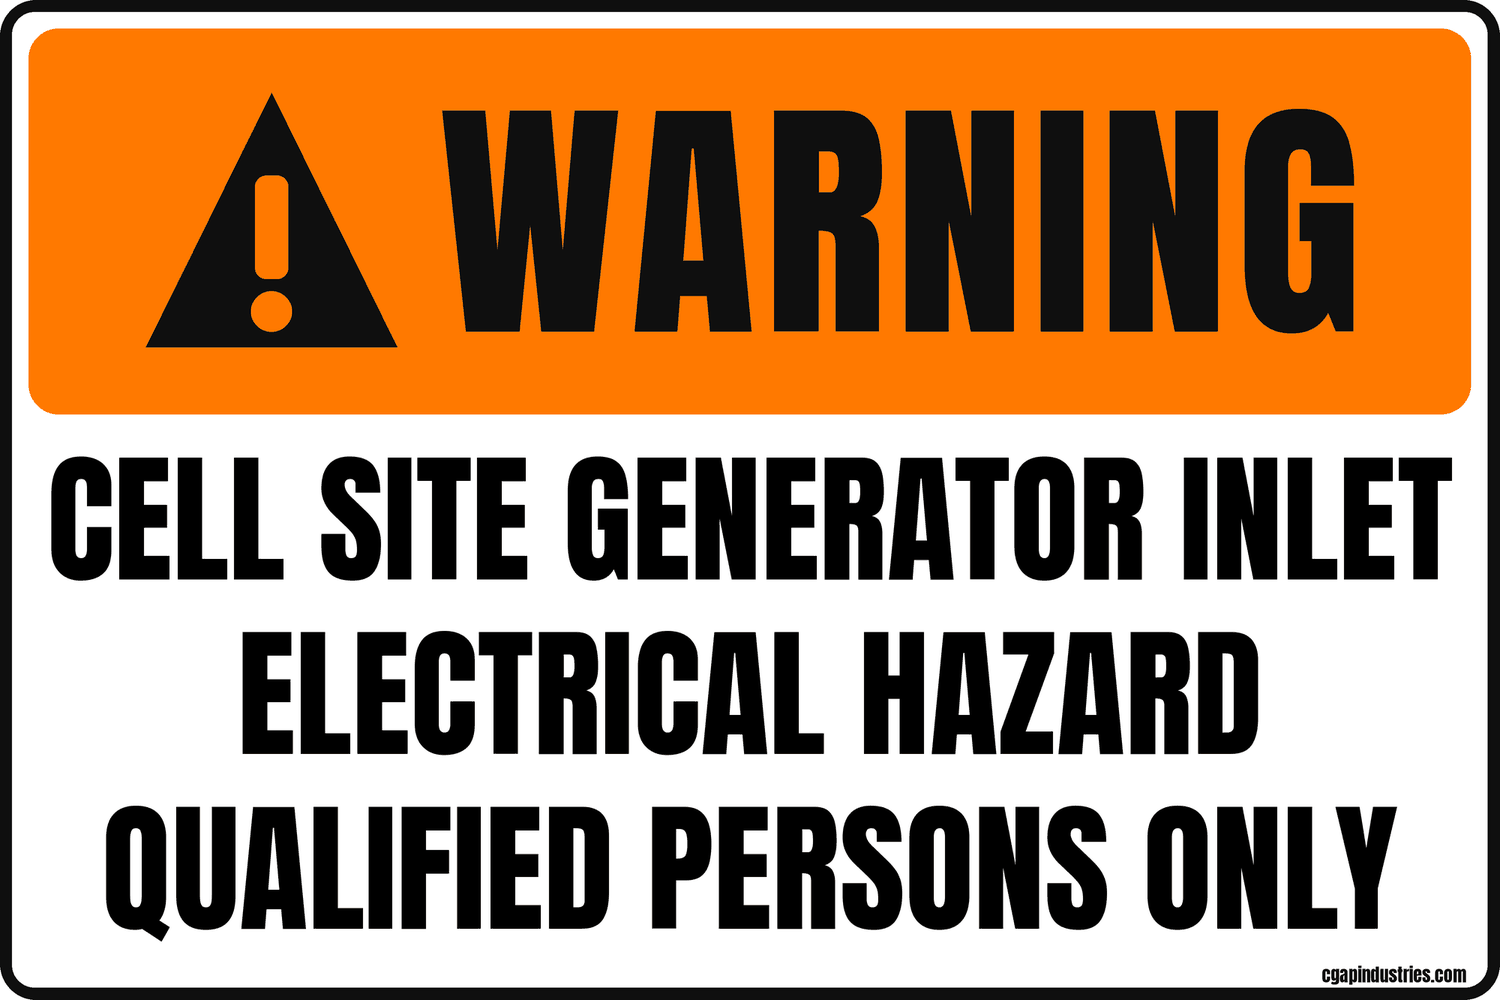 WARNING
CELL SITE GENERATOR INLET
ELECTRICAL HAZARD
QUALIFIED PERSONS ONLY
cgapindustries.com